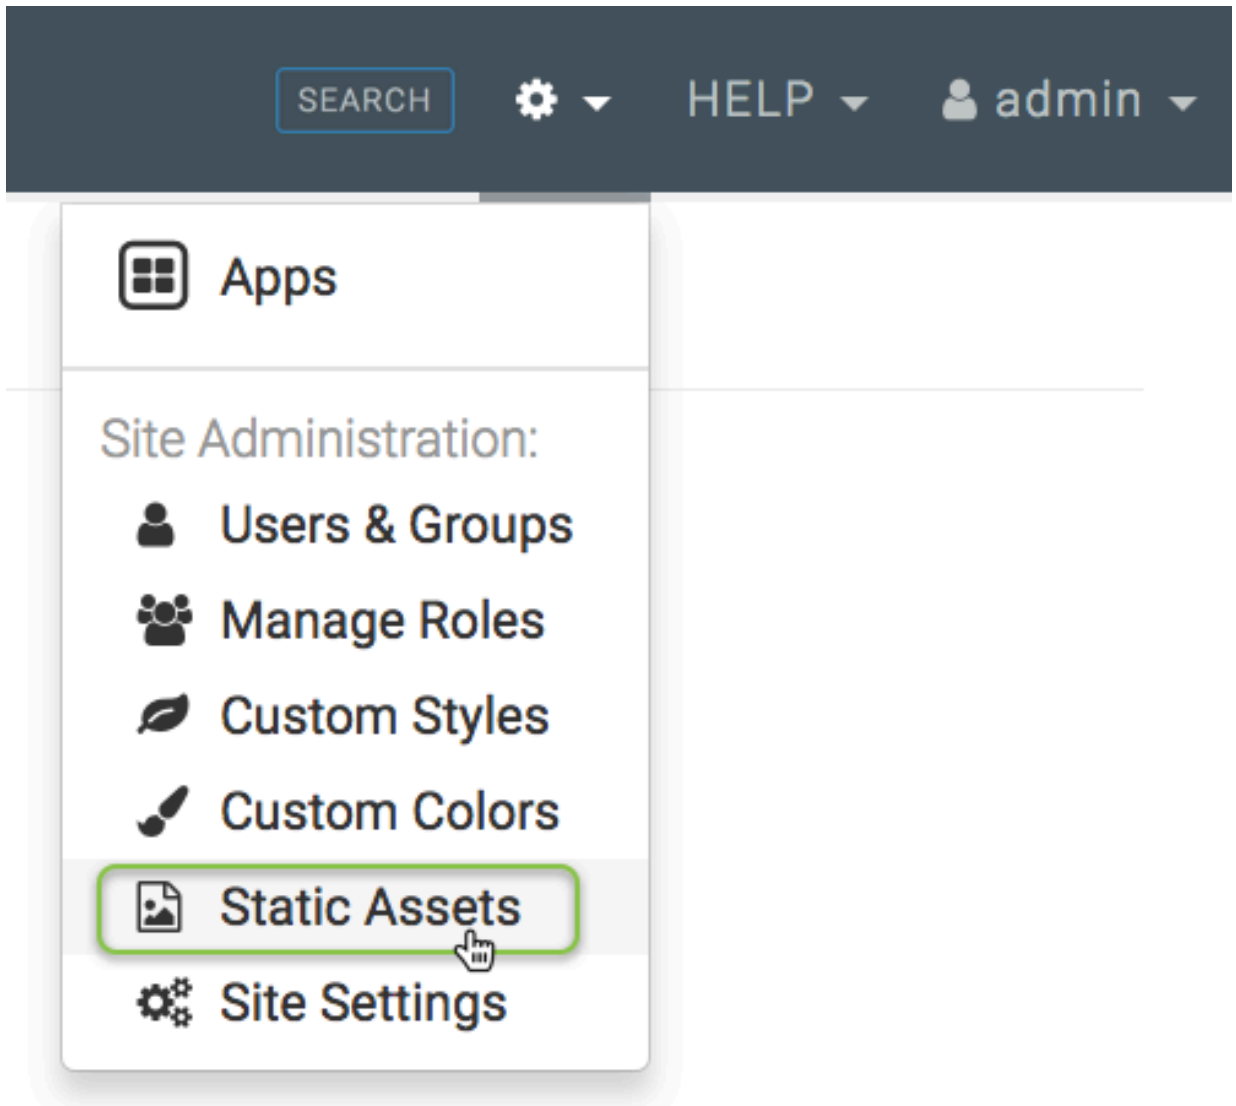 SEARCH HELP admin
Apps
Site Administration:
Users & Groups
Manage Roles
Custom Styles
Custom Colors
Static Assets
Site Settings